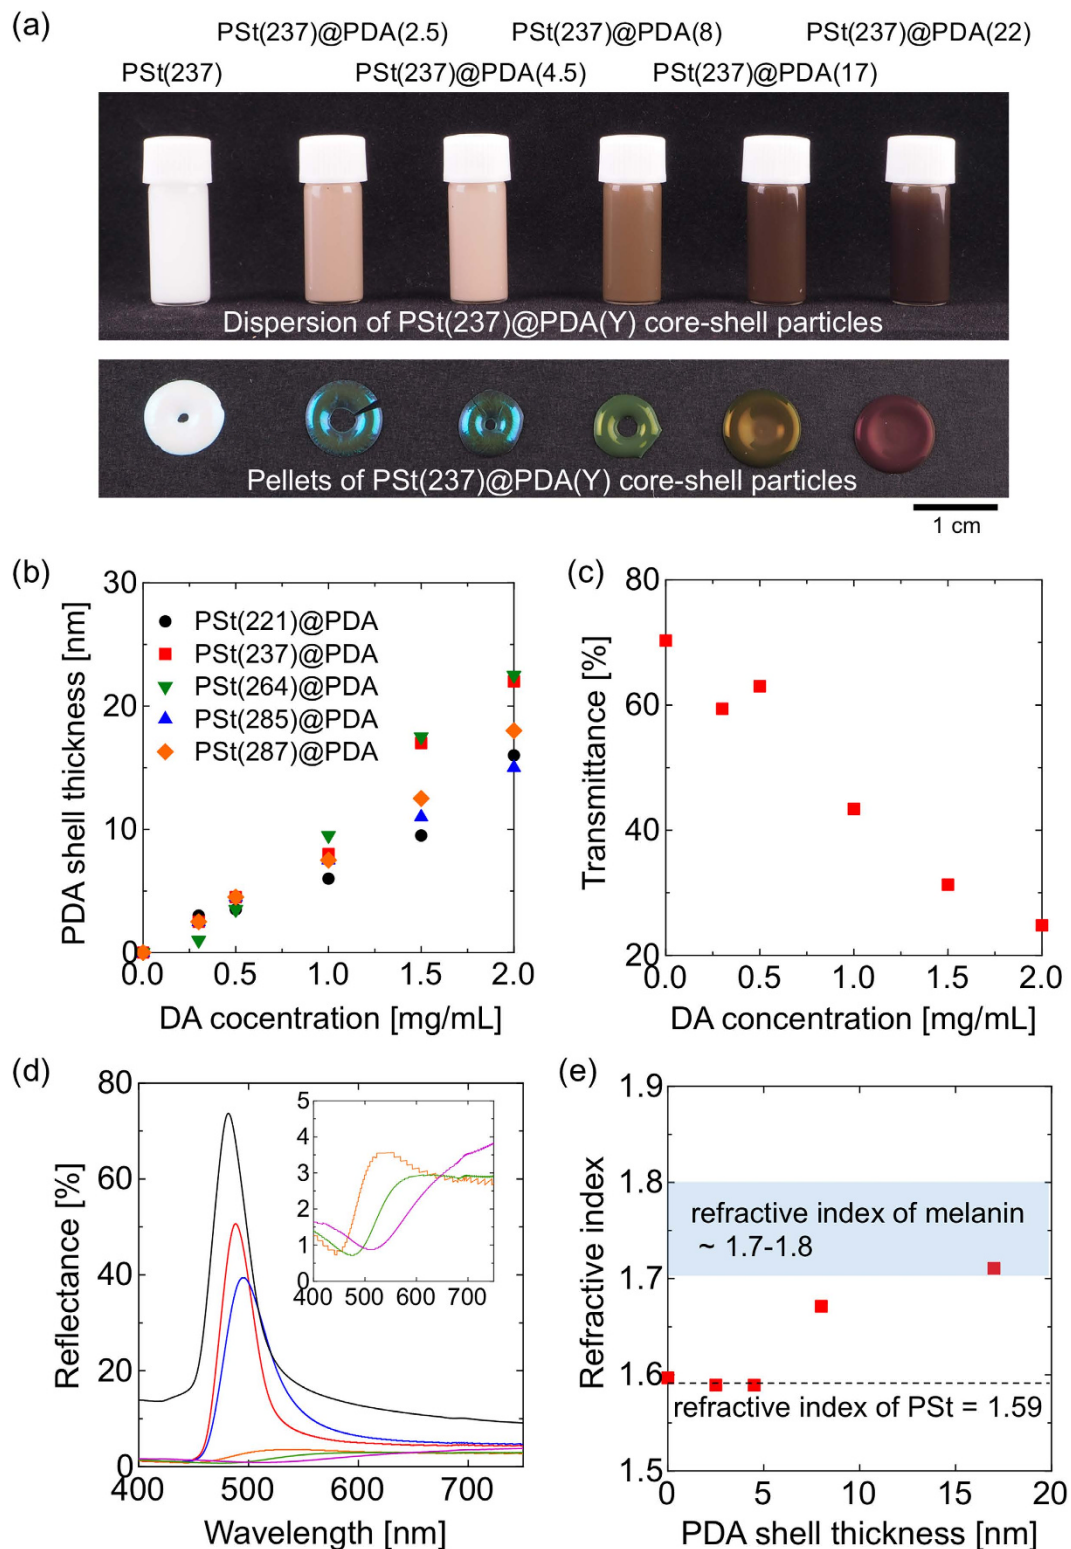 (a)
PSt(237)@PDA(2.5) PSt(237)@PDA(8) PSt(237)@PDA(22)
PSt(237) PSt(237)@PDA(4.5) PSt(237)@PDA(17)
Dispersion of PSt(237)@PDA(Y) core-shell particles
Pellets of PSt(237)@PDA(Y) core-shell particles
1 cm
(b)
30
20
10
0
PDA shell thickness [nm]
PSt(221)@PDA
PSt(237)@PDA
PSt(264)@PDA
PSt(285)@PDA
PSt(287)@PDA
0.0 0.5 1.0 1.5 2.0
DA cocentration [mg/mL]
(c)
80
60
40
20
Transmittance [%]
0.0 0.5 1.0 1.5 2.0
DA concentration [mg/mL]
(d)
80
60
40
20
0
Reflectance [%]
5
4
3
2
1
0
400 500 600 700
400 500 600 700
Wavelength [nm]
(e)
1.9
1.8
1.7
1.6
1.5
Refractive index
refractive index of melanin
~ 1.7-1.8
refractive index of PSt = 1.59
0 5 10 15 20
PDA shell thickness [nm]